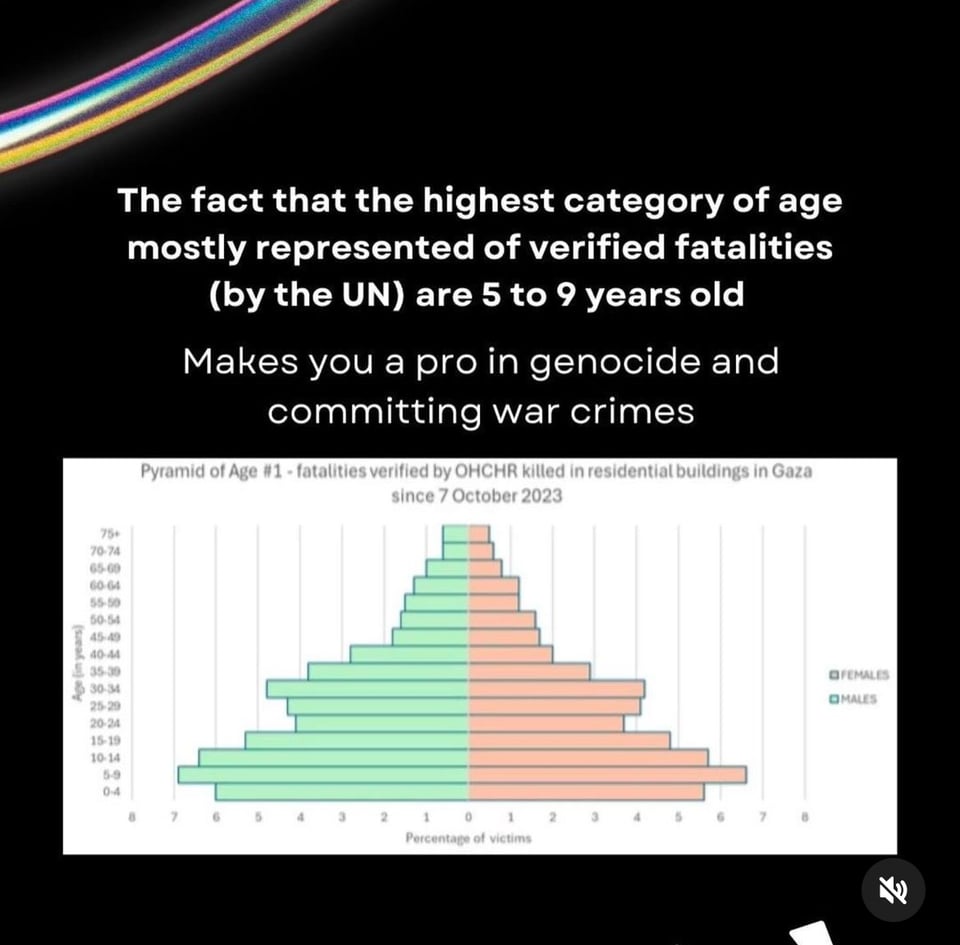 The fact that the highest category of age
mostly represented of verified fatalities
(by the UN) are 5 to 9 years old
Makes you a pro in genocide and
committing war crimes
Pyramid of Age #1 - fatalities verified by OHCHR killed in residential buildings in Gaza
since 7 October 2023
Age (in years)
75+
70-74
65-69
60-64
55-59
50-54
45-49
40-44
35-39
30-34
25-29
20-24
15-19
10-14
5-9
0-4
FEMALES
MALES
8 7 6 5 4 3 2 1 0 1 2 3 4 5 6 7 8
Percentage of victims